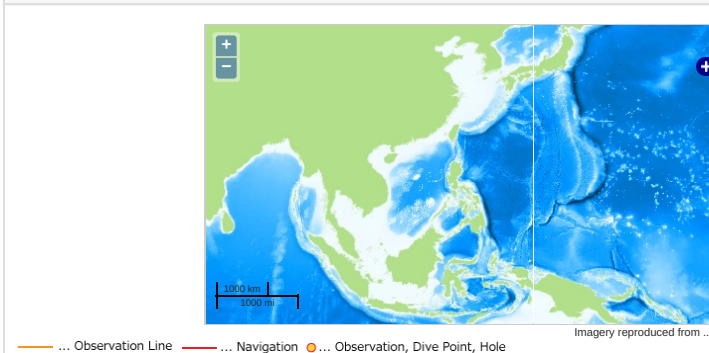 +
−
+
1000 km
1000 mi
Imagery reproduced from ..
... Observation Line ... Navigation ... Observation, Dive Point, Hole